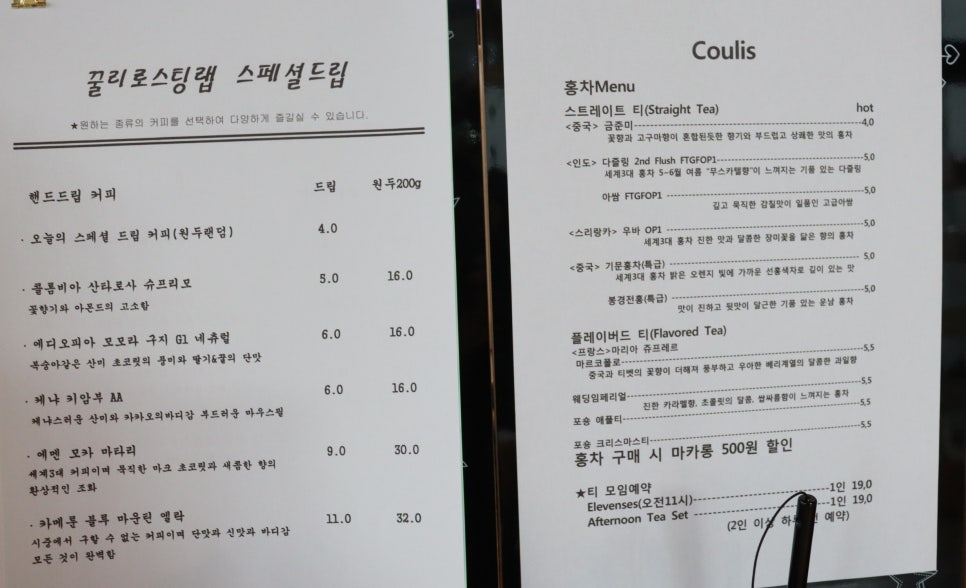 꿀리로스팅랩 스페셜드립
★원하는 종류의 커피를 선택하여 다양하게 즐길실 수 있습니다.
핸드드립 커피 드립 원두200g
· 오늘의 스페셜 드립 커피(원두랜덤) 4.0
· 콜롬비아 산타로사 슈프리모 5.0 16.0
꽃향기와 아몬드의 고소함
· 에디오피아 모모라 구지 G1 네츄럴 6.0 16.0
복숭아같은 산미 초코릿의 풍미와 딸기&꿀의 단맛
· 케냐 키암부 AA 6.0 16.0
케냐스러운 산미와 카카오의바디감 부드러운 마우스필
· 예멘 모카 마타리 9.0 30.0
세계3대 커피이며 묵직한 다크 초코릿과 새콤한 향의
환상적인 조화
· 카메룬 블루 마운틴 엘락 11.0 32.0
시중에서 구할 수 없는 커피이며 단맛과 신맛과 바디감
모든 것이 완벽함
Coulis
홍차Menu
스트레이트 티(Straight Tea) hot
<중국> 금준미 4,0
꽃향과 고구마향이 혼합된듯한 향기와 부드럽고 상쾌한 맛의 홍차
<인도> 다즐링 2nd Flush FTGFOP1 5,0
세계3대 홍차 5-6월 여름 "무스카텔향"이 느껴지는 기품 있는 다즐링
아쌈 FTGFOP1 5,0
깊고 묵직한 감칠맛이 일품인 고급아쌈
<스리랑카> 우바 OP1 5,0
세계3대 홍차 진한 맛과 달콤한 장미꽃을 닮은 향의 홍차
<중국> 기문홍차(특급) 5,0
세계3대 홍차 밝은 오렌지 빛에 가까운 선홍색차로 깊이 있는 맛
봉경전홍(특급) 5,0
맛이 진하고 뒷맛이 달근한 기품 있는 운남 홍차
플레이버드 티(Flavored Tea)
<프랑스>마리아 쥬프레르
마르코폴로 5,5
중국과 티벳의 꽃향이 더해져 풍부하고 우아한 베리계열의 달콤한 과일향
웨딩임페리얼 5,5
진한 카라멜향, 초콜릿의 달콤, 쌉싸름함이 느껴지는 홍차
포숑 애플티 5,5
포숑 크리스마스티 5,5
홍차 구매 시 마카롱 500원 할인
★티 모임예약
Elevenses(오전11시) 1인 19,0
Afternoon Tea Set 1인 19,0
(2인 이상 하루 전 예약)